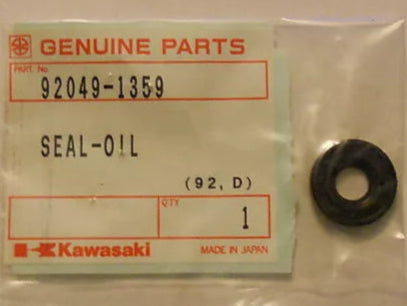 GENUINE PARTS
PART No
92049-1359
SEAL-OIL
(92, D)
QTY
1
Kawasaki
MADE IN JAPAN